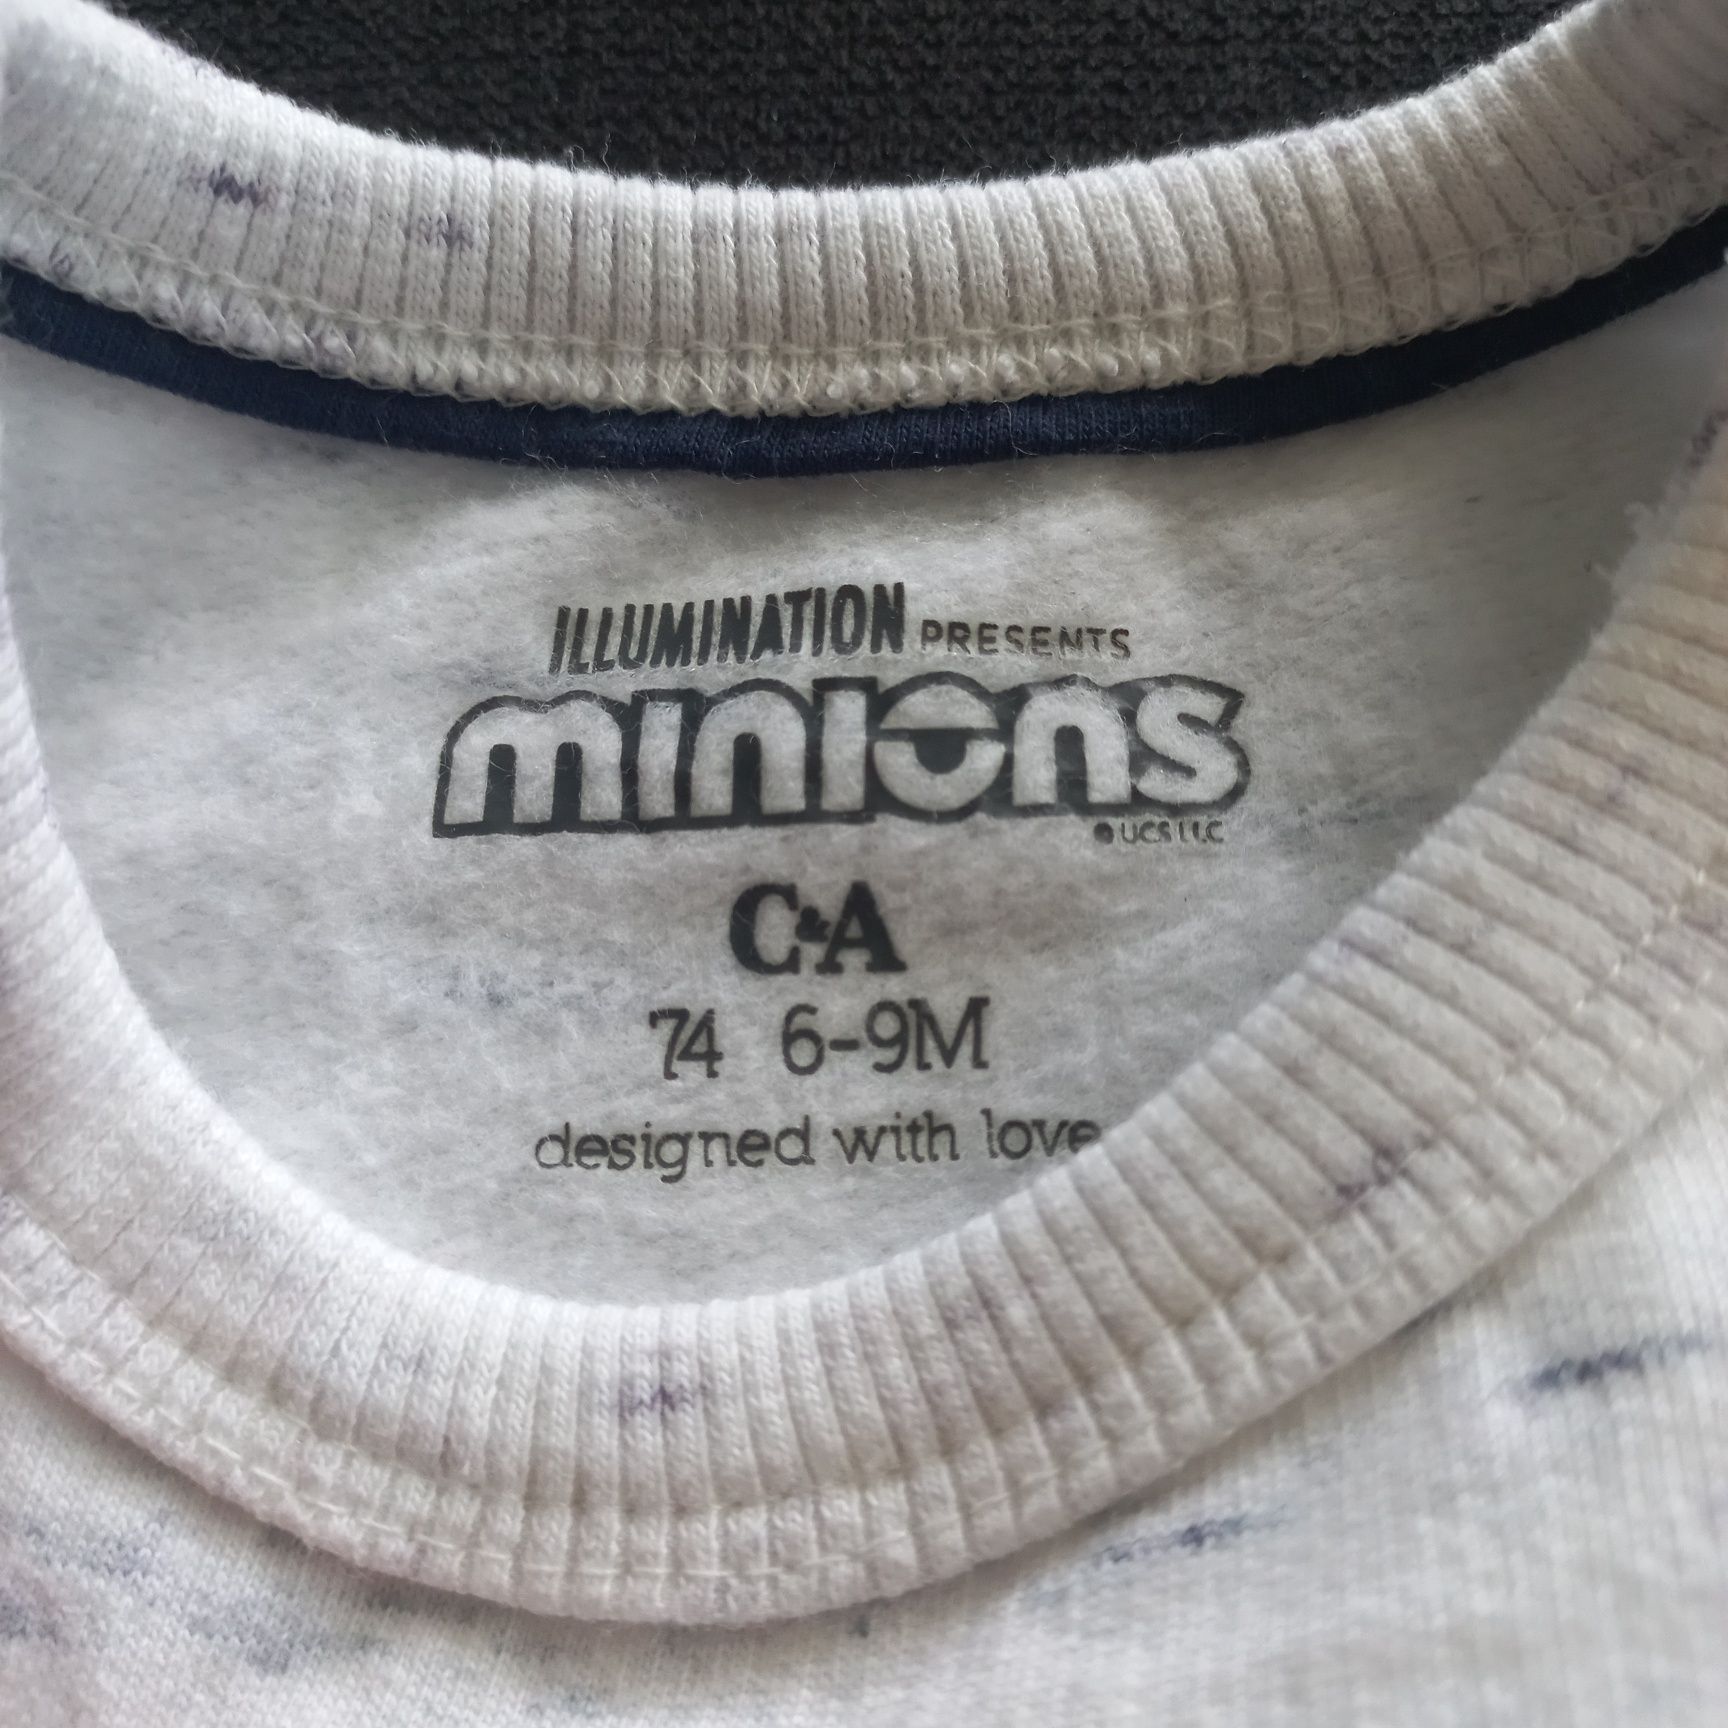 ILLUMINATION PRESENTS
minions
© UCS LLC
C&A
74 6-9M
designed with love